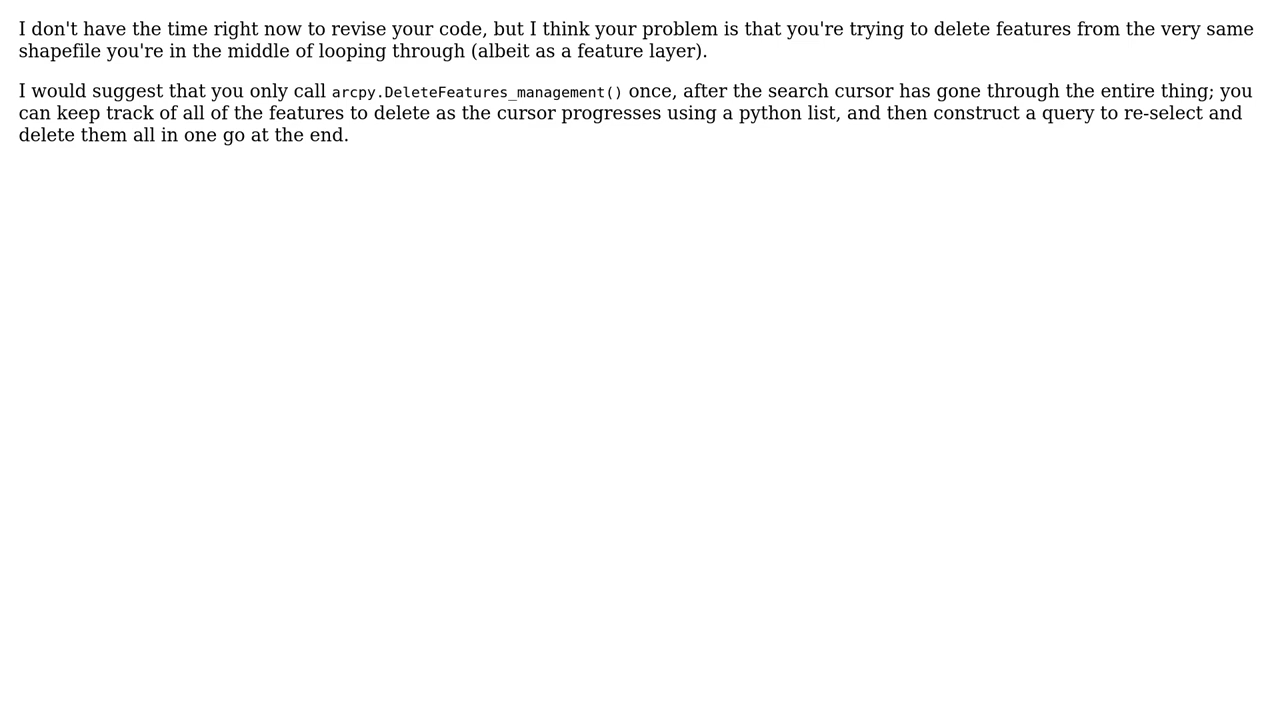 I don't have the time right now to revise your code, but I think your problem is that you're trying to delete features from the very same
shapefile you're in the middle of looping through (albeit as a feature layer).
I would suggest that you only call arcpy.DeleteFeatures_management() once, after the search cursor has gone through the entire thing; you
can keep track of all of the features to delete as the cursor progresses using a python list, and then construct a query to re-select and
delete them all in one go at the end.